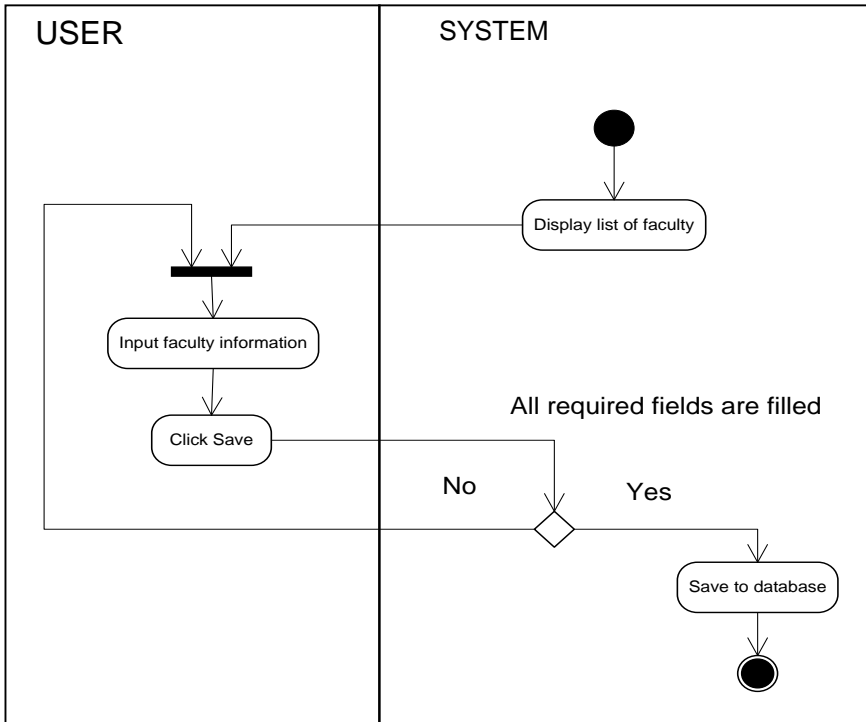 USER
SYSTEM
Display list of faculty
Input faculty information
Click Save
All required fields are filled
No
Yes
Save to database